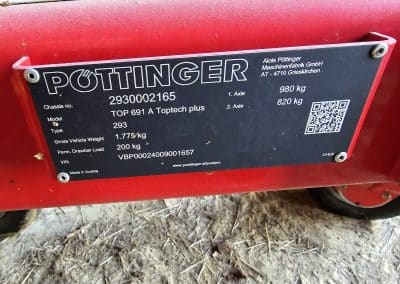 PÖTTINGER
Alois Pöttinger
Maschinenfabrik GmbH
AT - 4710 Grieskirchen
Chassis no. 2930002165
1. Axle 980 kg
Model TOP 691 A Toptech plus
2. Axle 820 kg
Type 293
Gross Vehicle Weight 1.775 kg
Perm. Drawbar Load 200 kg
VIN VBP00024009001657
Made in Austria